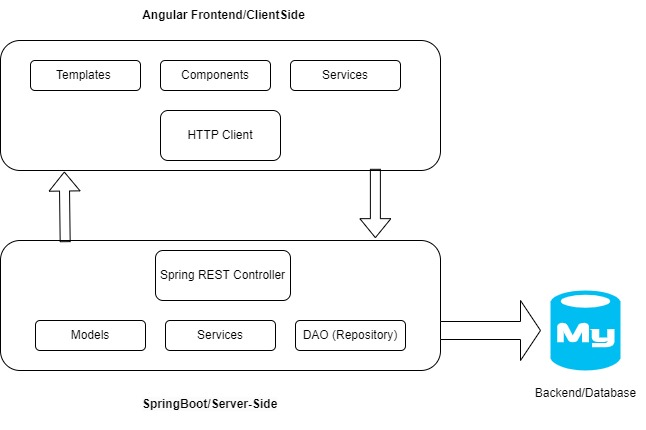 Angular Frontend/ClientSide
Templates
Components
Services
HTTP Client
Spring REST Controller
Models
Services
DAO (Repository)
My
Backend/Database
SpringBoot/Server-Side